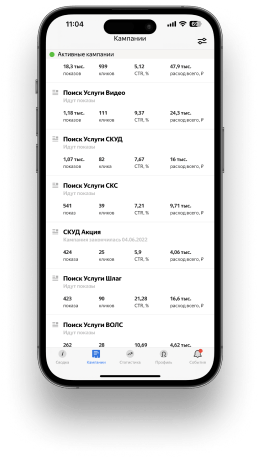 11:04
Кампании
Активные кампании
18,3 тыс. 939 5,12 47,9 тыс.
показов кликов CTR, % расход всего, ₽
Поиск Услуги Видео
Идут показы
1,18 тыс. 111 9,37 24,3 тыс.
показов кликов CTR, % расход всего, ₽
Поиск Услуги СКУД
Идут показы
1,07 тыс. 82 7,67 16 тыс.
показов клика CTR, % расход всего, ₽
Поиск Услуги СКС
Идут показы
541 39 7,21 9,71 тыс.
показ кликов CTR, % расход всего, ₽
СКУД Акция
Кампания закончилась 04.06.2022
424 25 5,9 4,06 тыс.
показа кликов CTR, % расход всего, ₽
Поиск Услуги Шлаг
Идут показы
423 90 21,28 16,6 тыс.
показа кликов CTR, % расход всего, ₽
Поиск Услуги ВОЛС
Идут показы
262 28 10,69 4,62 тыс.
Кампании Статистика Профиль События